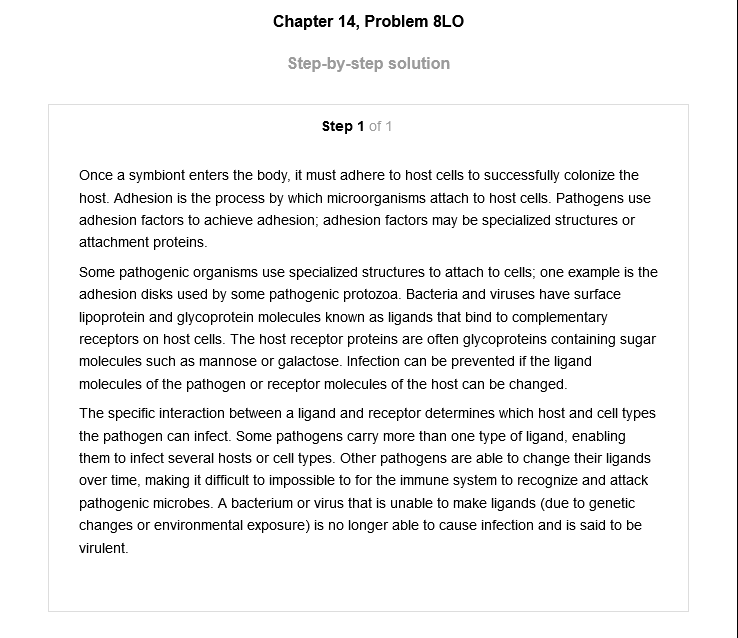 Chapter 14, Problem 8LO
Step-by-step solution
Step 1 of 1
Once a symbiont enters the body, it must adhere to host cells to successfully colonize the
host. Adhesion is the process by which microorganisms attach to host cells. Pathogens use
adhesion factors to achieve adhesion; adhesion factors may be specialized structures or
attachment proteins.
Some pathogenic organisms use specialized structures to attach to cells; one example is the
adhesion disks used by some pathogenic protozoa. Bacteria and viruses have surface
lipoprotein and glycoprotein molecules known as ligands that bind to complementary
receptors on host cells. The host receptor proteins are often glycoproteins containing sugar
molecules such as mannose or galactose. Infection can be prevented if the ligand
molecules of the pathogen or receptor molecules of the host can be changed.
The specific interaction between a ligand and receptor determines which host and cell types
the pathogen can infect. Some pathogens carry more than one type of ligand, enabling
them to infect several hosts or cell types. Other pathogens are able to change their ligands
over time, making it difficult to impossible to for the immune system to recognize and attack
pathogenic microbes. A bacterium or virus that is unable to make ligands (due to genetic
changes or environmental exposure) is no longer able to cause infection and is said to be
virulent.